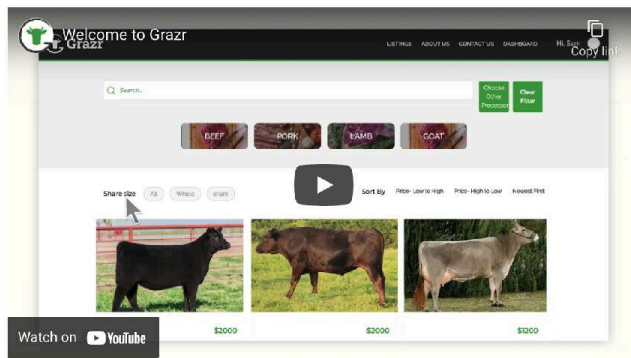 Welcome to Grazr
Copy link
Grazr
LISTINGS ABOUT US CONTACT US DASHBOARD Hi, Sam
Search..
Choose Other Processor
Clear Filter
BEEF PORK LAMB GOAT
Share size All Whole share
Sort By Price- Low to High Price- High to Low Newest First
$2000 $2000 $1200
Watch on YouTube